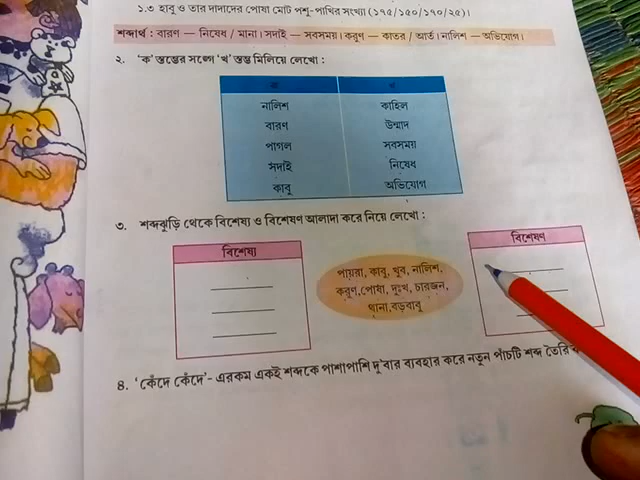 ১.৩ হাবু ও তার দাদাদের পোষা মোট পশু-পাখির সংখ্যা (১৭৫/১৫০/১৭০/২৫)।
শব্দার্থ : বারণ — নিষেধ / মানা। সদাই — সবসময়। করুণ — কাতর / আর্ত। নালিশ — অভিযোগ।
২. 'ক' স্তম্ভের সঙ্গে 'খ' স্তম্ভ মিলিয়ে লেখো :
ক খ
নালিশ কাহিল
বারণ উন্মাদ
পাগল সবসময়
সদাই নিষেধ
কাবু অভিযোগ
৩. শব্দঝুড়ি থেকে বিশেষ্য ও বিশেষণ আলাদা করে নিয়ে লেখো :
বিশেষ্য
পায়রা, কাবু, খুব, নালিশ,
করুণ, পোষা, দুঃখ, চারজন,
থানা, বড়বাবু
বিশেষণ
৪. 'কেঁদে কেঁদে'- এরকম একই শব্দকে পাশাপাশি দু'বার ব্যবহার করে নতুন পাঁচটি শব্দ তৈরি